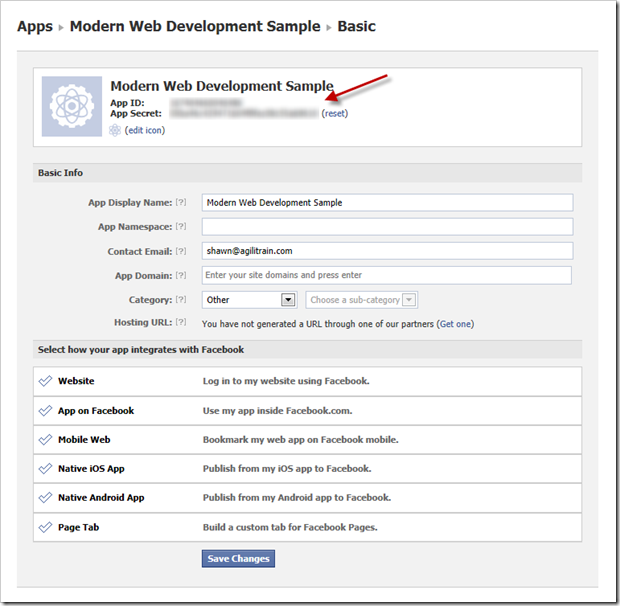 Apps ▸ Modern Web Development Sample ▸ Basic
Modern Web Development Sample
App ID:
App Secret: (reset)
(edit icon)
Basic Info
App Display Name: [?] Modern Web Development Sample
App Namespace: [?]
Contact Email: [?] shawn@agilitrain.com
App Domain: [?] Enter your site domains and press enter
Category: [?] Other Choose a sub-category
Hosting URL: [?] You have not generated a URL through one of our partners (Get one)
Select how your app integrates with Facebook
Website Log in to my website using Facebook.
App on Facebook Use my app inside Facebook.com.
Mobile Web Bookmark my web app on Facebook mobile.
Native iOS App Publish from my iOS app to Facebook.
Native Android App Publish from my Android app to Facebook.
Page Tab Build a custom tab for Facebook Pages.
Save Changes